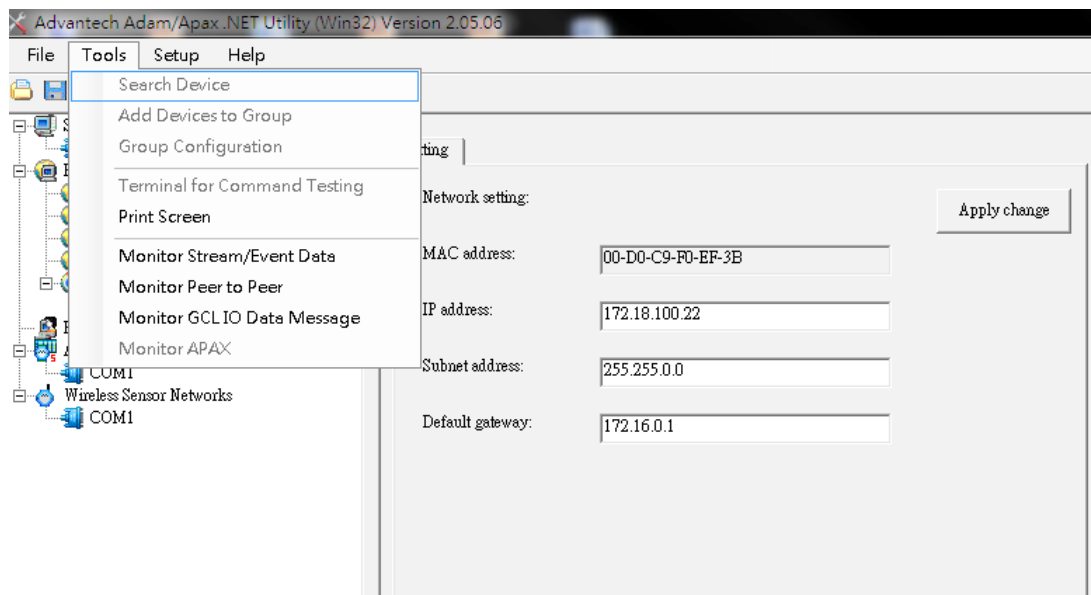 Advantech Adam/Apax .NET Utility (Win32) Version 2.05.06
File Tools Setup Help
Search Device
Add Devices to Group
Group Configuration
Terminal for Command Testing
Print Screen
Monitor Stream/Event Data
Monitor Peer to Peer
Monitor GCL IO Data Message
Monitor APAX
COM1
Wireless Sensor Networks
COM1
Network setting:
Apply change
MAC address: 00-D0-C9-F0-EF-3B
IP address: 172.18.100.22
Subnet address: 255.255.0.0
Default gateway: 172.16.0.1